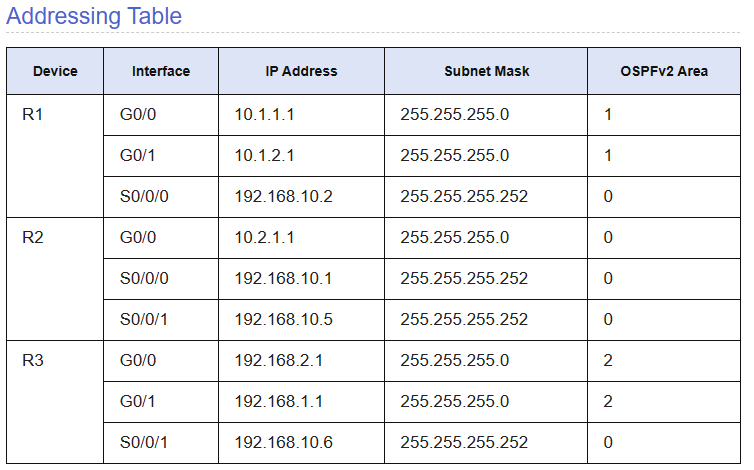 Addressing Table
Device Interface IP Address Subnet Mask OSPFv2 Area
R1 G0/0 10.1.1.1 255.255.255.0 1
G0/1 10.1.2.1 255.255.255.0 1
S0/0/0 192.168.10.2 255.255.255.252 0
R2 G0/0 10.2.1.1 255.255.255.0 0
S0/0/0 192.168.10.1 255.255.255.252 0
S0/0/1 192.168.10.5 255.255.255.252 0
R3 G0/0 192.168.2.1 255.255.255.0 2
G0/1 192.168.1.1 255.255.255.0 2
S0/0/1 192.168.10.6 255.255.255.252 0